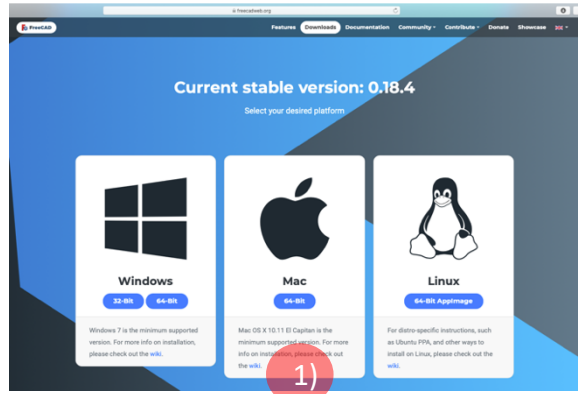 freecadweb.org
FreeCAD
Features Downloads Documentation Community Contribute Donate Showcase
Current stable version: 0.18.4
Select your desired platform
Windows
32-Bit 64-Bit
Windows 7 is the minimum supported
version. For more info on installation,
please check out the wiki.
Mac
64-Bit
Mac OS X 10.11 El Capitan is the
minimum supported version. For more
info on installation, please check out
the wiki.
1)
Linux
64-Bit AppImage
For distro-specific instructions, such
as Ubuntu PPA, and other ways to
install on Linux, please check out the
wiki.